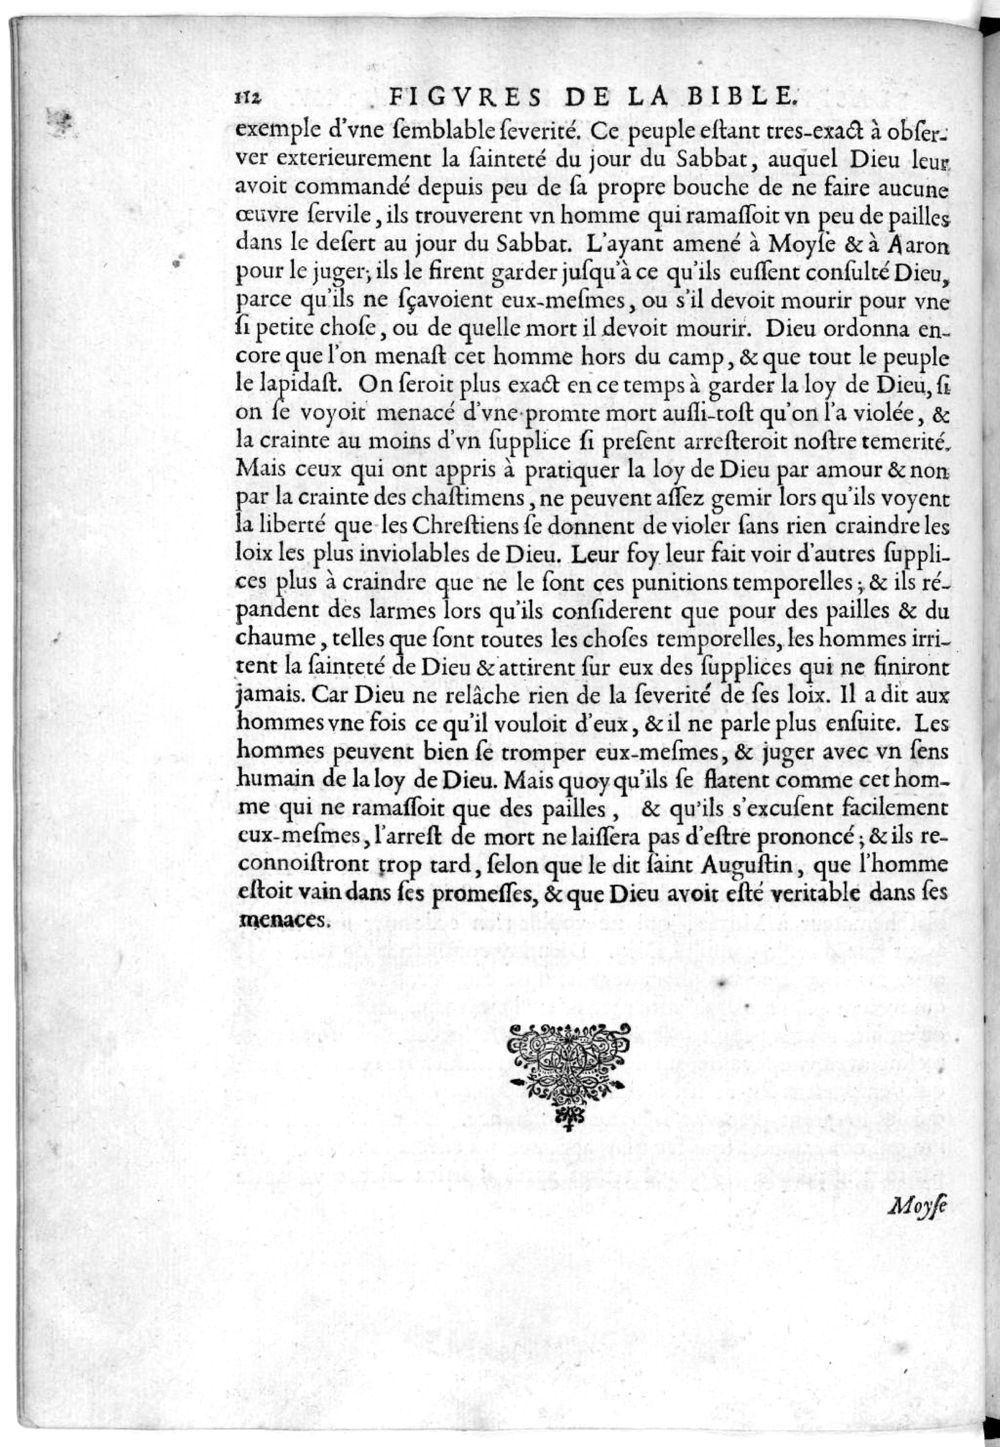 112 FIGVRES DE LA BIBLE.
exemple d'vne ſemblable ſeverité. Ce peuple eſtant tres-exact à obſer-
ver exterieurement la ſainteté du jour du Sabbat, auquel Dieu leur
avoit commandé depuis peu de ſa propre bouche de ne faire aucune
œuvre ſervile, ils trouverent vn homme qui ramaſſoit vn peu de pailles
dans le deſert au jour du Sabbat. L'ayant amené à Moyſe & à Aaron
pour le juger, ils le firent garder juſqu'à ce qu'ils euſſent conſulté Dieu,
parce qu'ils ne ſçavoient eux-meſmes, ou s'il devoit mourir pour vne
ſi petite choſe, ou de quelle mort il devoit mourir. Dieu ordonna en-
core que l'on menaſt cet homme hors du camp, & que tout le peuple
le lapidaſt. On ſeroit plus exact en ce temps à garder la loy de Dieu, ſi
on ſe voyoit menacé d'vne promte mort auſſi-toſt qu'on l'a violée, &
la crainte au moins d'vn ſupplice ſi preſent arreſteroit noſtre temerité.
Mais ceux qui ont appris à pratiquer la loy de Dieu par amour & non
par la crainte des chaſtimens, ne peuvent aſſez gemir lors qu'ils voyent
la liberté que les Chreſtiens ſe donnent de violer ſans rien craindre les
loix les plus inviolables de Dieu. Leur foy leur fait voir d'autres ſuppli-
ces plus à craindre que ne le ſont ces punitions temporelles; & ils ré-
pandent des larmes lors qu'ils conſiderent que pour des pailles & du
chaume, telles que ſont toutes les choſes temporelles, les hommes irri-
tent la ſainteté de Dieu & attirent ſur eux des ſupplices qui ne finiront
jamais. Car Dieu ne relâche rien de la ſeverité de ſes loix. Il a dit aux
hommes vne fois ce qu'il vouloit d'eux, & il ne parle plus enſuite. Les
hommes peuvent bien ſe tromper eux-meſmes, & juger avec vn ſens
humain de la loy de Dieu. Mais quoy qu'ils ſe flatent comme cet hom-
me qui ne ramaſſoit que des pailles, & qu'ils s'excuſent facilement
eux-meſmes, l'arreſt de mort ne laiſſera pas d'eſtre prononcé; & ils re-
connoiſtront trop tard, ſelon que le dit ſaint Auguſtin, que l'homme
eſtoit vain dans ſes promeſſes, & que Dieu avoit eſté veritable dans ſes
menaces.
Moyſe